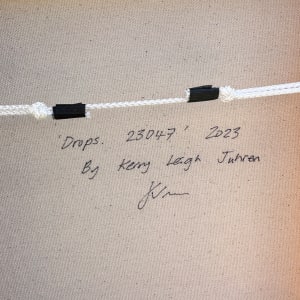 'Drops. 23047' 2023
By Kerry Leigh Juhren